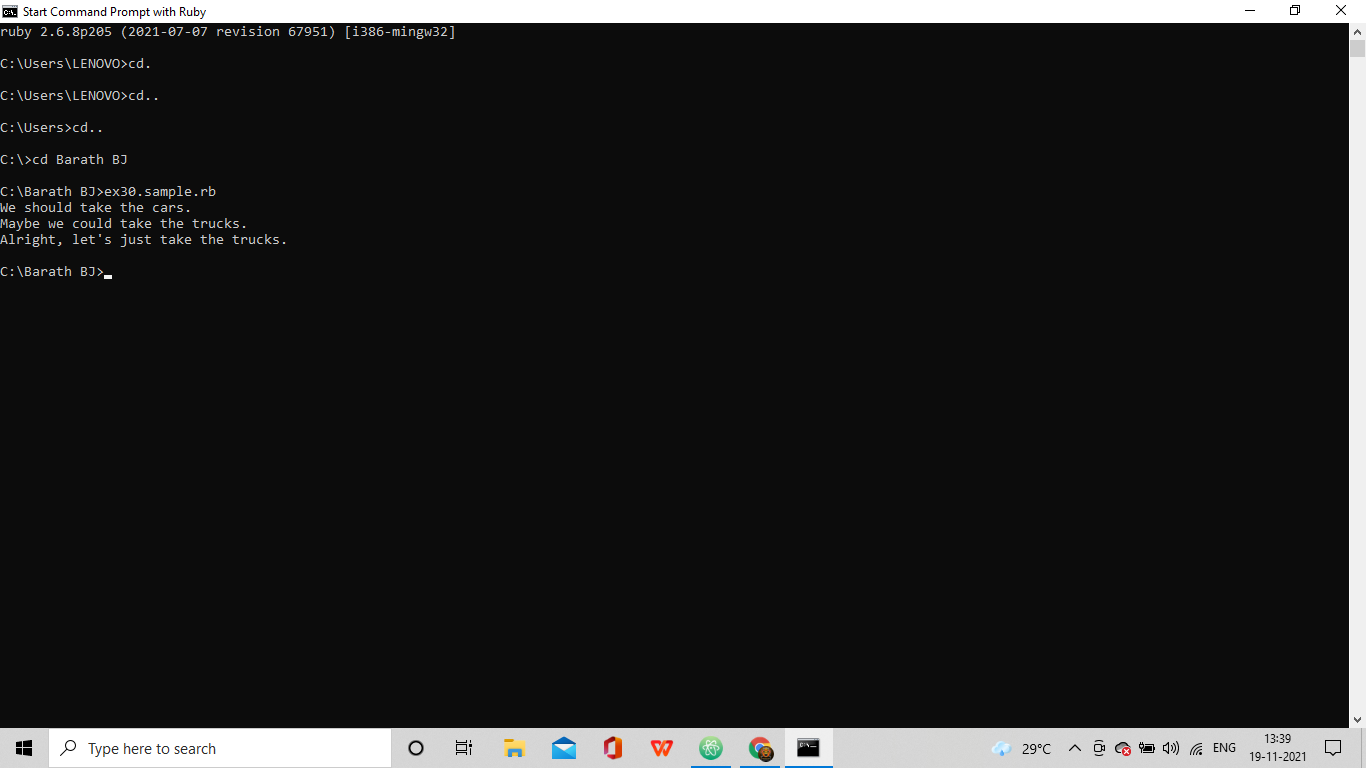 Start Command Prompt with Ruby
ruby 2.6.8p205 (2021-07-07 revision 67951) [i386-mingw32]
C:\Users\LENOVO>cd.
C:\Users\LENOVO>cd..
C:\Users>cd..
C:\>cd Barath BJ
C:\Barath BJ>ex30.sample.rb
We should take the cars.
Maybe we could take the trucks.
Alright, let's just take the trucks.
C:\Barath BJ>
Type here to search
29°C
ENG
13:39
19-11-2021